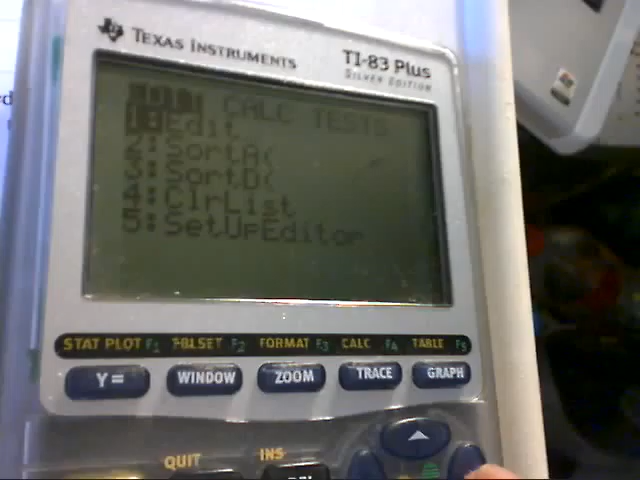 TEXAS INSTRUMENTS
TI-83 Plus
SILVER EDITION
EDIT CALC TESTS
1:Edit…
2:SortA(
3:SortD(
4:ClrList
5:SetUpEditor
STAT PLOT F1 TBLSET F2 FORMAT F3 CALC F4 TABLE F5
Y= WINDOW ZOOM TRACE GRAPH
QUIT INS